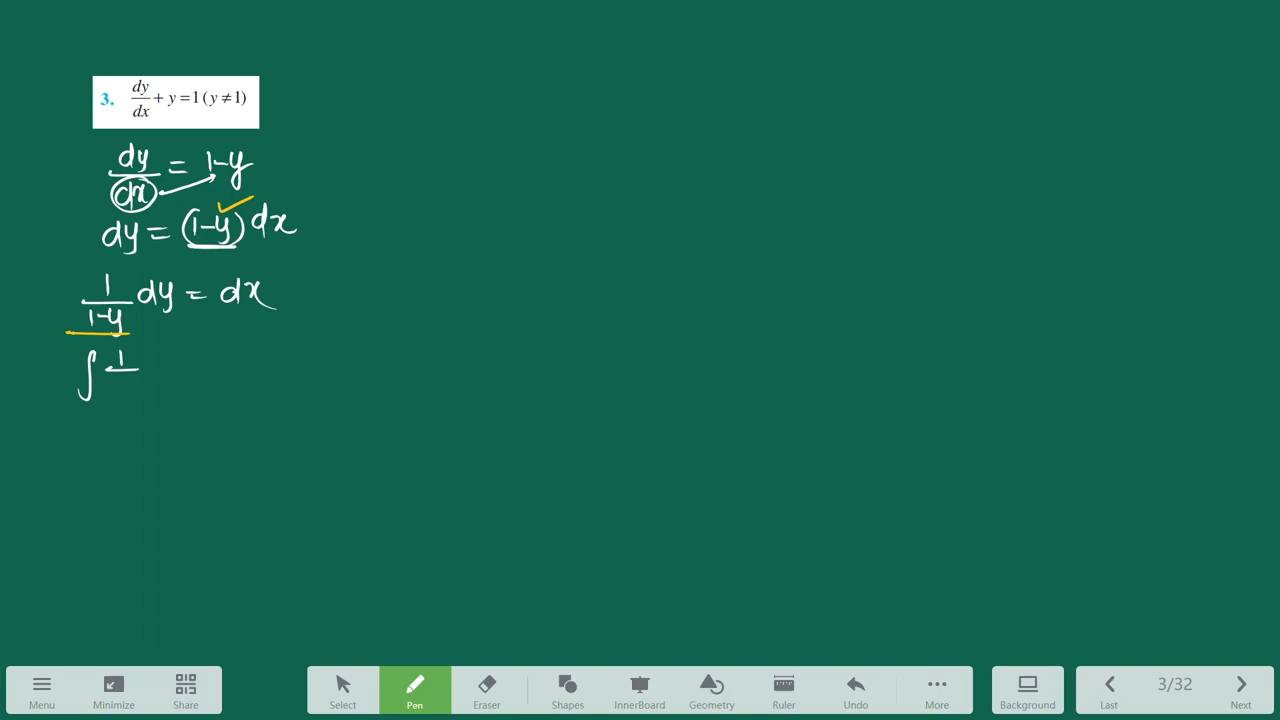 3. dy/dx + y = 1 (y ≠ 1)
dy/dx = 1-y
dy = (1-y) dx
1/1-y dy = dx
∫ 1
Menu Minimize Share Select Pen Eraser Shapes InnerBoard Geometry Ruler Undo More Background Last 3/32 Next